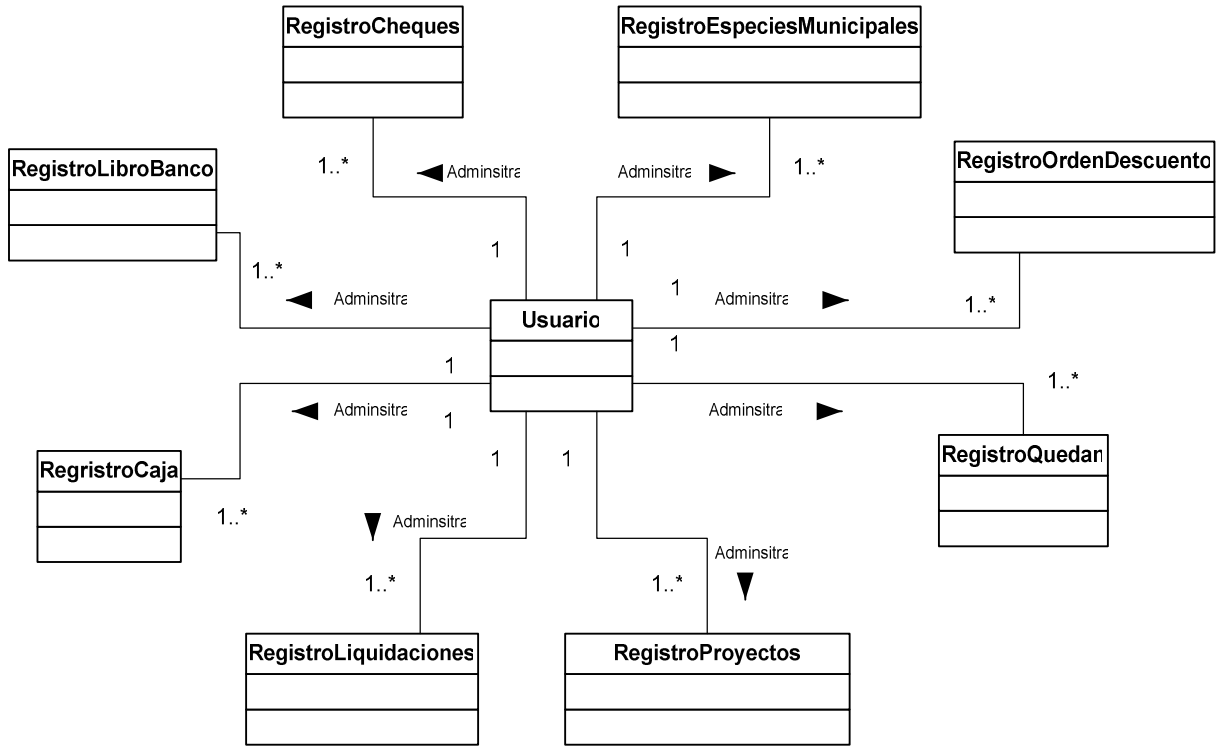 RegistroCheques
RegistroEspeciesMunicipales
RegistroLibroBanco
RegistroOrdenDescuento
1..*
Adminsitra
Adminsitra
1..*
1
1
1..*
Adminsitra
1
Adminsitra
1..*
Usuario
1
1
1..*
Adminsitra
1
Adminsitra
RegristroCaja
1
1
RegistroQuedan
1..*
Adminsitra
Adminsitra
1..*
1..*
RegistroLiquidaciones
RegistroProyectos